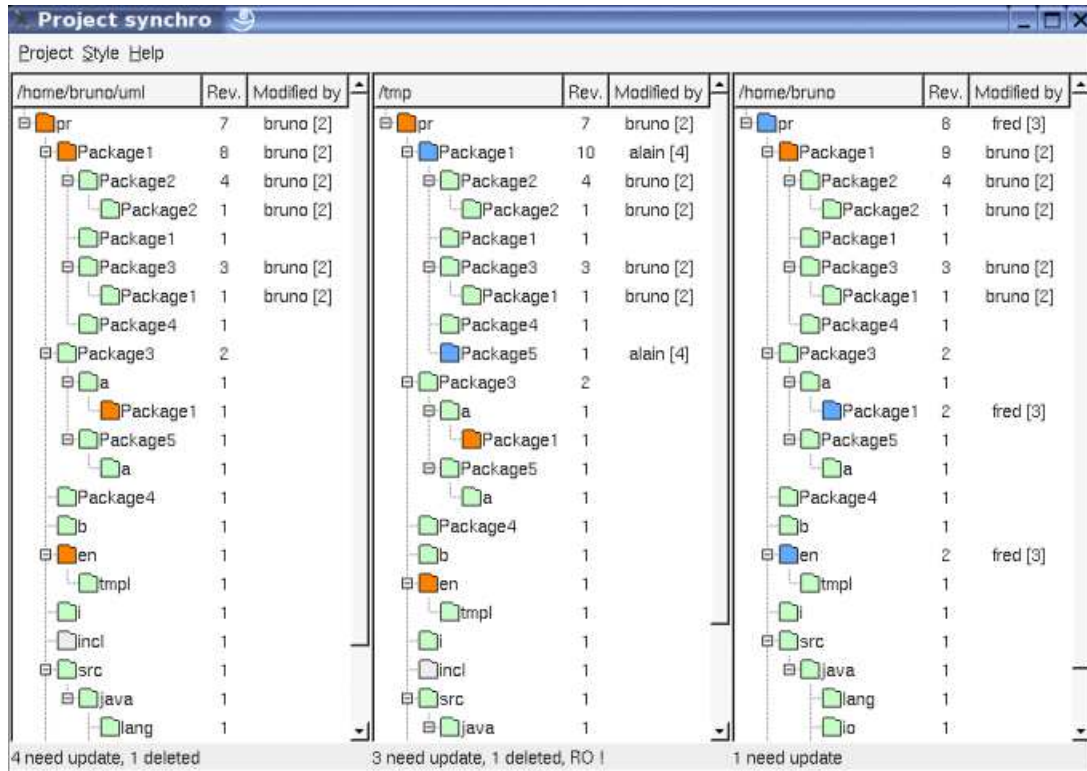 Project synchro
Project Style Help
/home/bruno/uml Rev. Modified by
pr 7 bruno [2]
Package1 8 bruno [2]
Package2 4 bruno [2]
Package2 1 bruno [2]
Package1 1
Package3 3 bruno [2]
Package1 1 bruno [2]
Package4 1
Package3 2
a 1
Package1 1
Package5 1
a 1
Package4 1
b 1
en 1
tmpl 1
i 1
incl 1
src 1
java 1
lang 1
4 need update, 1 deleted
/tmp Rev. Modified by
pr 7 bruno [2]
Package1 10 alain [4]
Package2 4 bruno [2]
Package2 1 bruno [2]
Package1 1
Package3 3 bruno [2]
Package1 1 bruno [2]
Package4 1
Package5 1 alain [4]
Package3 2
a 1
Package1 1
Package5 1
a 1
Package4 1
b 1
en 1
tmpl 1
i 1
incl 1
src 1
java 1
3 need update, 1 deleted, RO !
/home/bruno Rev. Modified by
pr 8 fred [3]
Package1 9 bruno [2]
Package2 4 bruno [2]
Package2 1 bruno [2]
Package1 1
Package3 3 bruno [2]
Package1 1 bruno [2]
Package4 1
Package3 2
a 1
Package1 2 fred [3]
Package5 1
a 1
Package4 1
b 1
en 2 fred [3]
tmpl 1
i 1
src 1
java 1
lang 1
io 1
1 need update